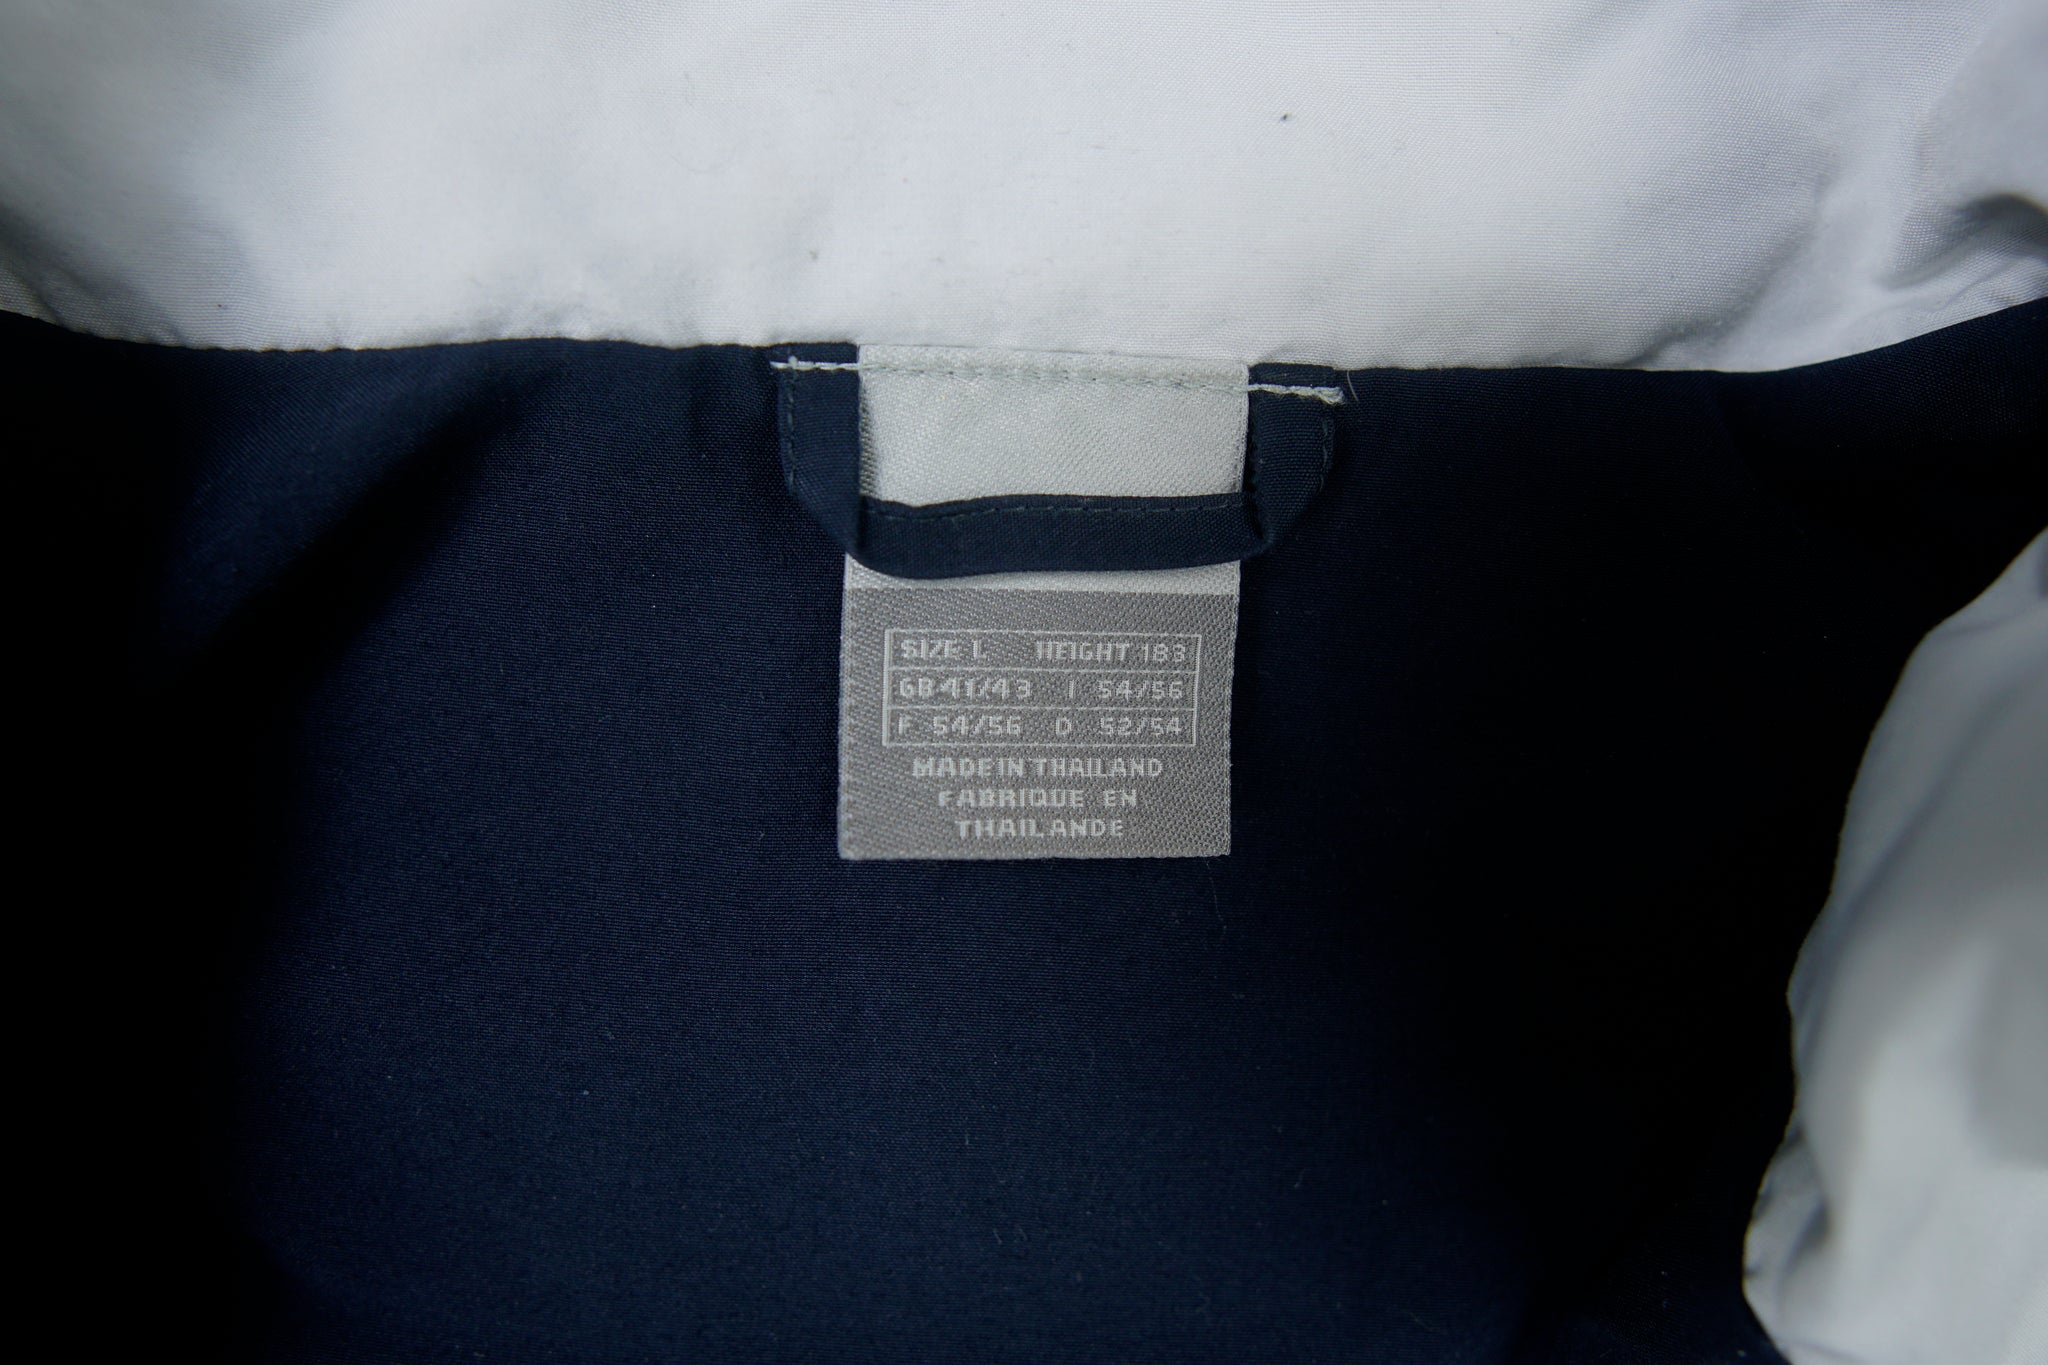 SIZE L HEIGHT 183
GB 41/43 I 54/56
F 54/56 D 52/54
MADE IN THAILAND
FABRIQUE EN
THAILANDE